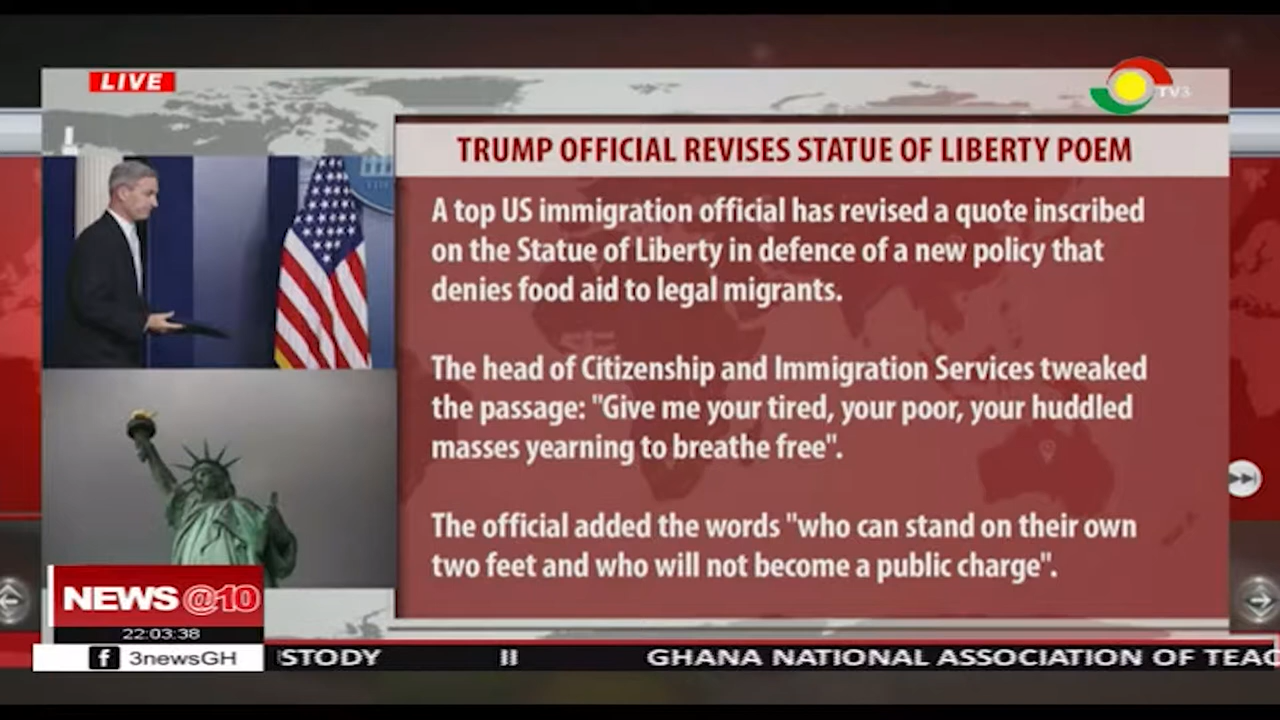 LIVE
TV3
TRUMP OFFICIAL REVISES STATUE OF LIBERTY POEM
A top US immigration official has revised a quote inscribed
on the Statue of Liberty in defence of a new policy that
denies food aid to legal migrants.
The head of Citizenship and Immigration Services tweaked
the passage: "Give me your tired, your poor, your huddled
masses yearning to breathe free".
The official added the words "who can stand on their own
two feet and who will not become a public charge".
NEWS @10
22:03:38
f 3newsGH
STODY || GHANA NATIONAL ASSOCIATION OF TEAC